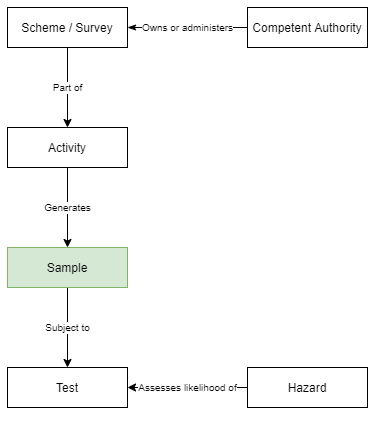 Scheme / Survey
Owns or administers
Competent Authority
Part of
Activity
Generates
Sample
Subject to
Test
Assesses likelihood of
Hazard